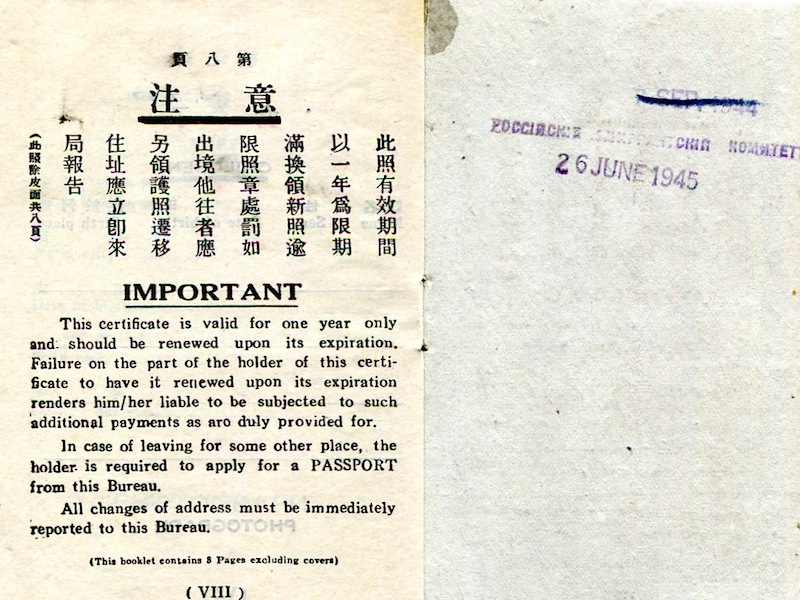 第八頁
注意
此照有效期間
以一年爲限期
滿換領新照逾
限照章處罰如
出境他往者應
另領護照遷移
住址應立卽來
局報告
(此照除皮面共八頁)
IMPORTANT
This certificate is valid for one year only
and should be renewed upon its expiration.
Failure on the part of the holder of this certi-
ficate to have it renewed upon its expiration
renders him/her liable to be subjected to such
additional payments as are duly provided for.
In case of leaving for some other place, the
holder is required to apply for a PASSPORT
from this Bureau.
All changes of address must be immediately
reported to this Bureau.
(This booklet contains 8 Pages excluding covers)
( VIII )
SEP. 1944
РОССІЙСКІЙ КОМИТЕТ
26 JUNE 1945